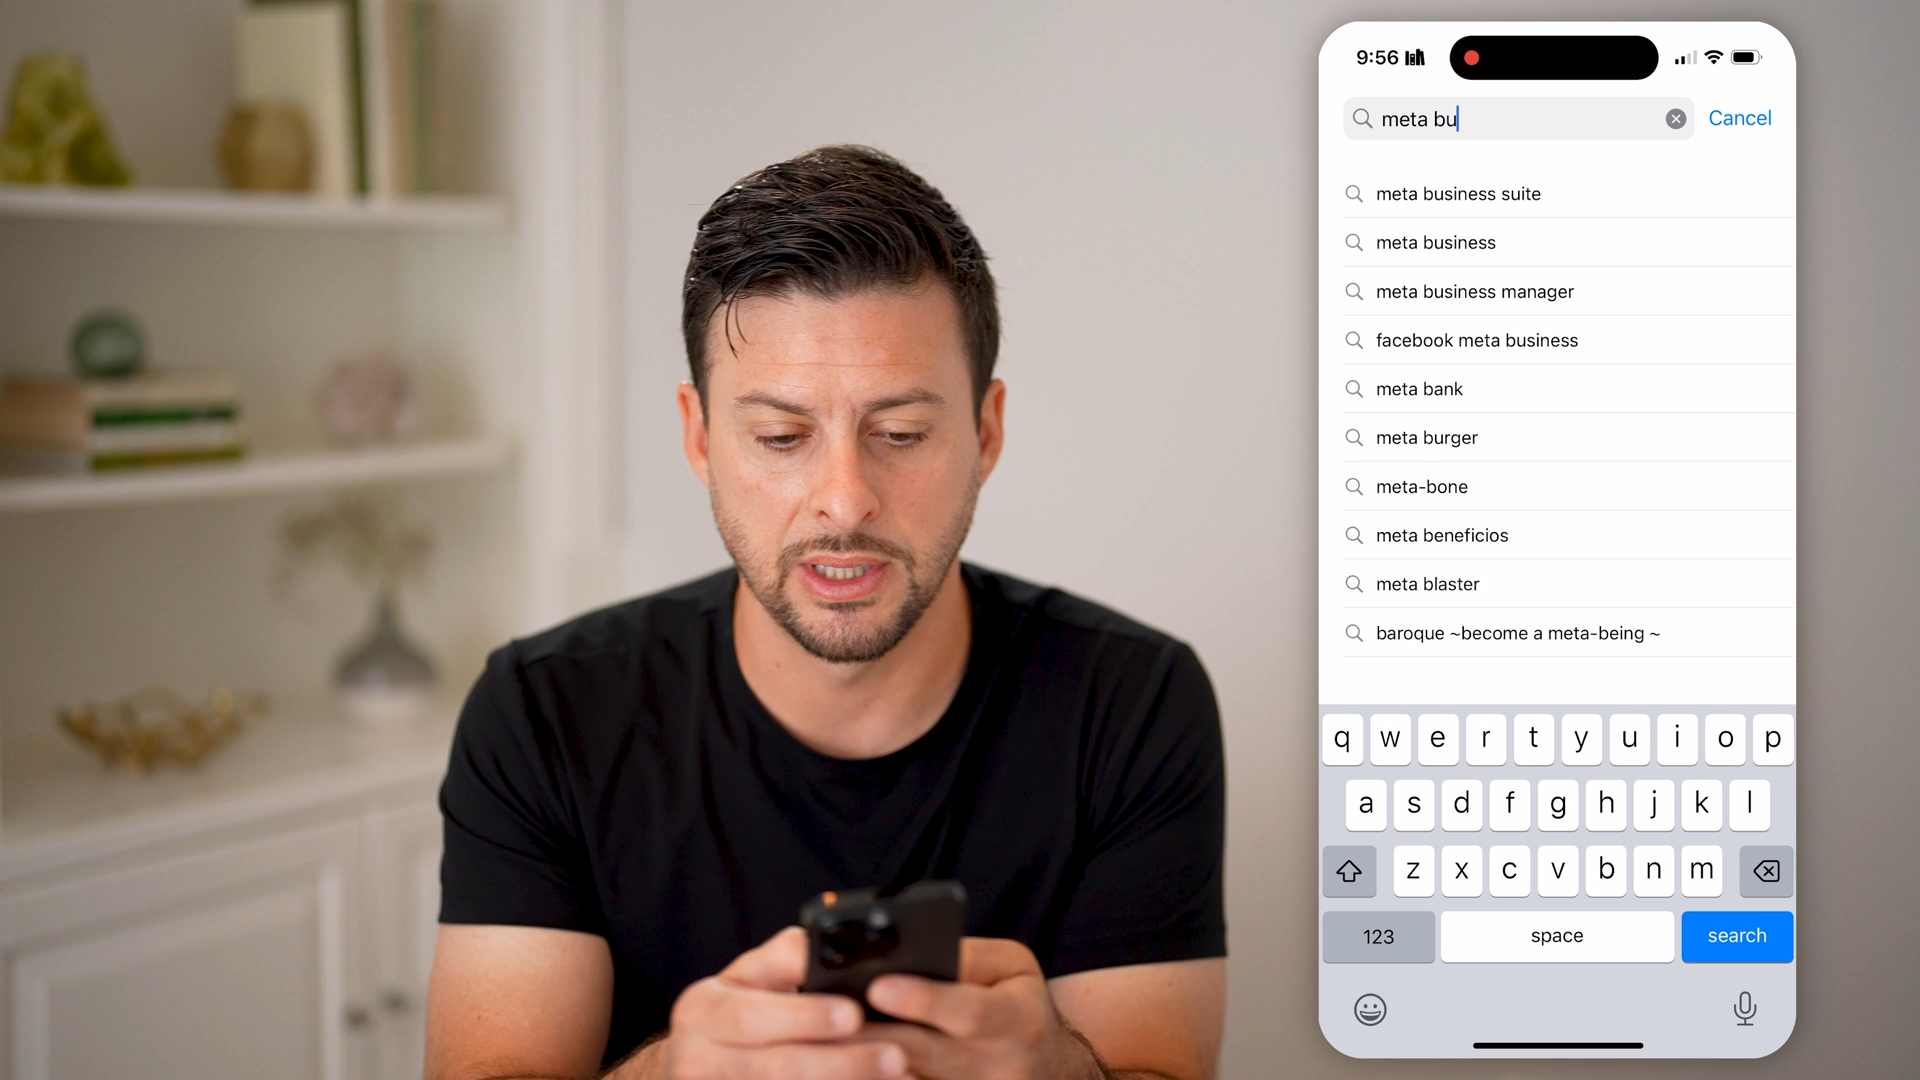 9:56
meta bu
Cancel
meta business suite
meta business
meta business manager
facebook meta business
meta bank
meta burger
meta-bone
meta beneficios
meta blaster
baroque ~become a meta-being ~
q w e r t y u i o p
a s d f g h j k l
z x c v b n m
123 space search